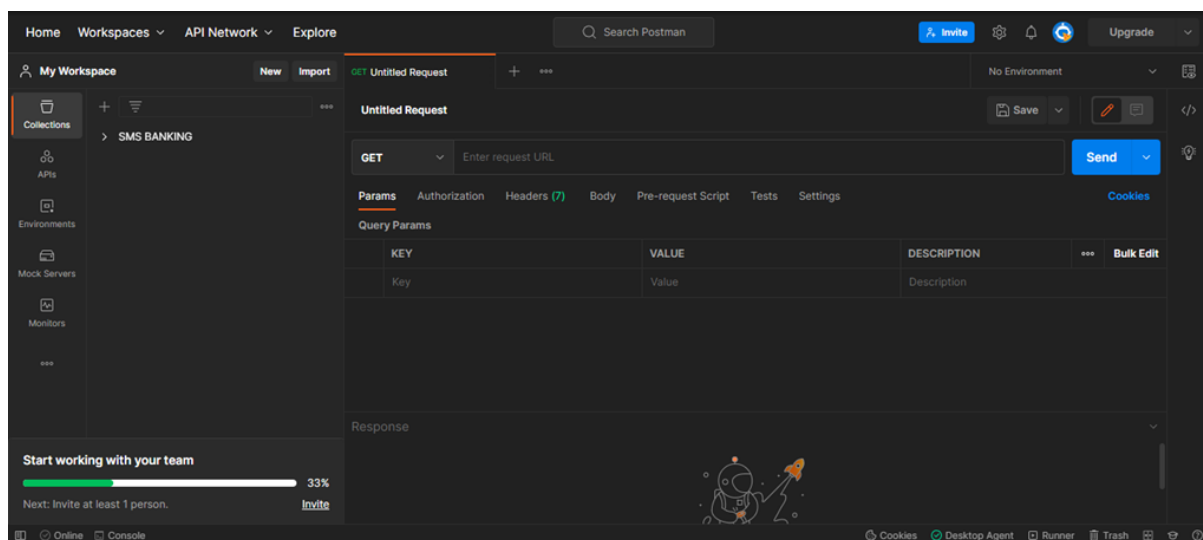 Home Workspaces API Network Explore Search Postman Invite Upgrade
My Workspace New Import GET Untitled Request No Environment
Collections
SMS BANKING
APIs
Environments
Mock Servers
Monitors
Untitled Request Save
GET Enter request URL Send
Params Authorization Headers (7) Body Pre-request Script Tests Settings Cookies
Query Params
KEY VALUE DESCRIPTION Bulk Edit
Key Value Description
Response
Start working with your team
33%
Next: Invite at least 1 person. Invite
Online Console Cookies Desktop Agent Runner Trash